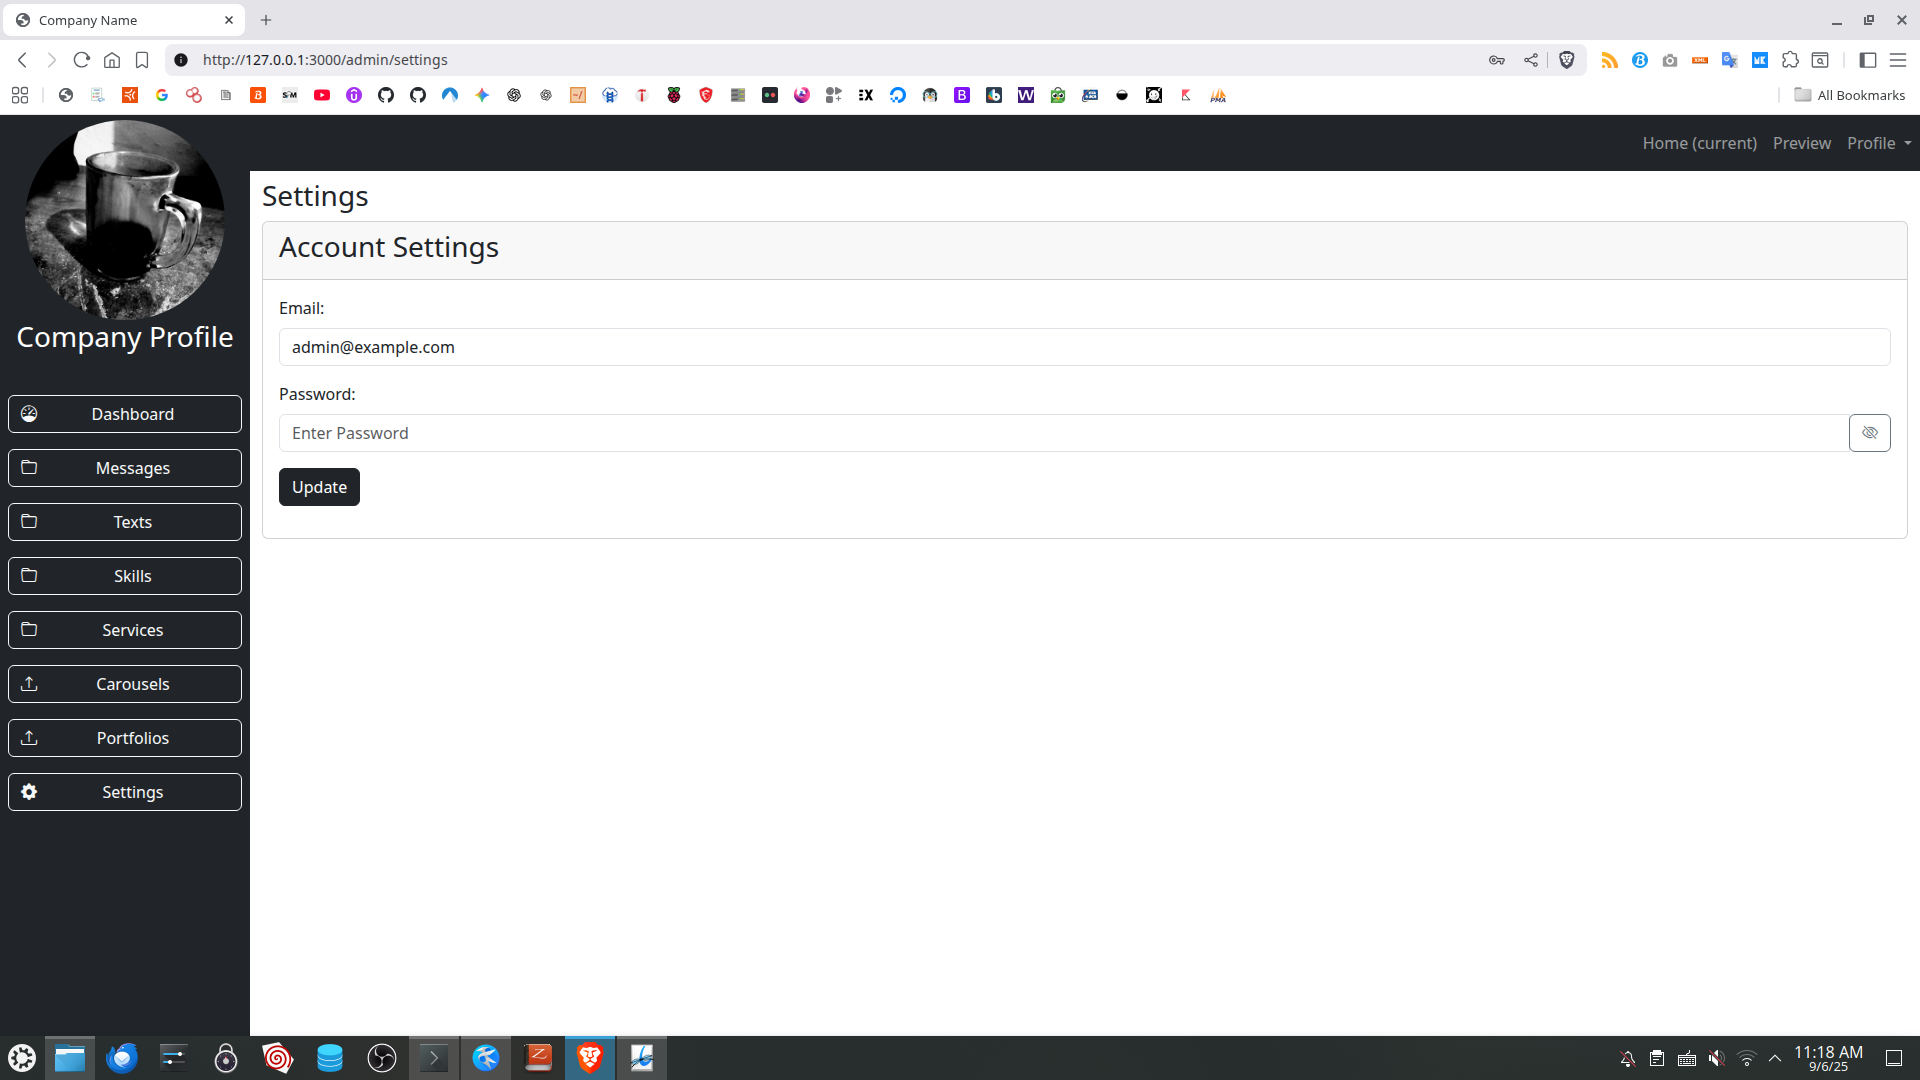 Company Name
http://127.0.0.1:3000/admin/settings
All Bookmarks
Home (current) Preview Profile
Company Profile
Dashboard
Messages
Texts
Skills
Services
Carousels
Portfolios
Settings
Settings
Account Settings
Email:
admin@example.com
Password:
Enter Password
Update
11:18 AM
9/6/25